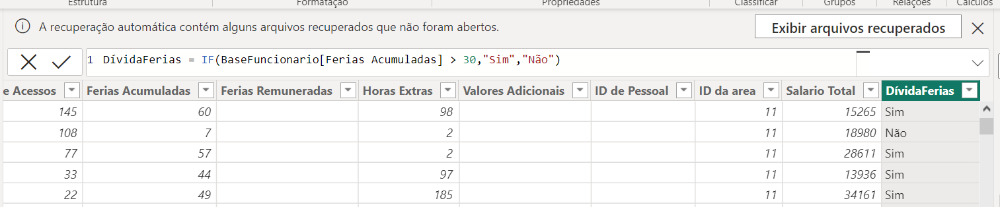 Estrutura Formatação Propriedades Classificar Grupos Relações Cálculos
A recuperação automática contém alguns arquivos recuperados que não foram abertos. Exibir arquivos recuperados
1 DívidaFerias = IF(BaseFuncionario[Ferias Acumuladas] > 30,"Sim","Não")
e Acessos Ferias Acumuladas Ferias Remuneradas Horas Extras Valores Adicionais ID de Pessoal ID da area Salario Total DívidaFerias
145 60 98 11 15265 Sim
108 7 2 11 18980 Não
77 57 2 11 28611 Sim
33 44 97 11 13936 Sim
22 49 185 11 34161 Sim